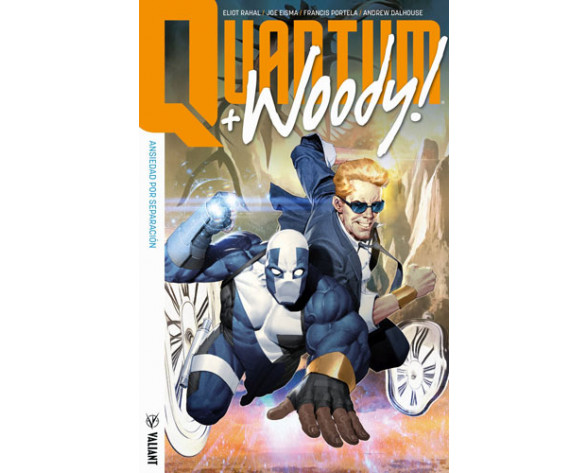 ELIOT RAHAL / JOE EISMA / FRANCIS PORTELA / ANDREW DALHOUSE
QUANTUM
+ Woody!
ANSIEDAD POR SEPARACIÓN
VALIANT